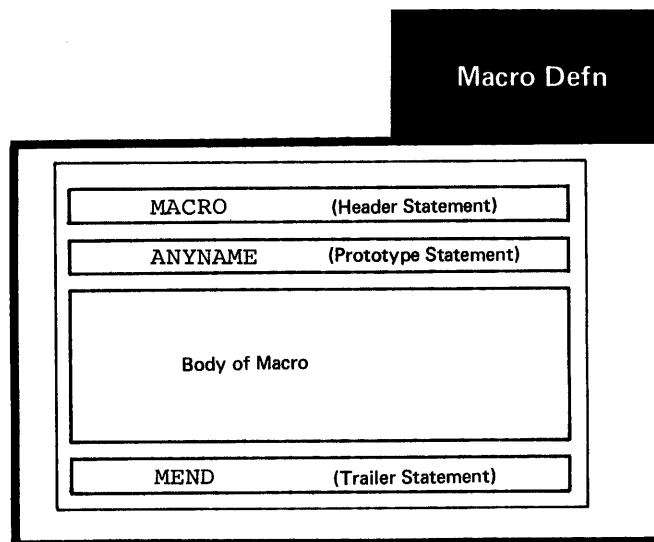 Macro Defn
MACRO (Header Statement)
ANYNAME (Prototype Statement)
Body of Macro
MEND (Trailer Statement)